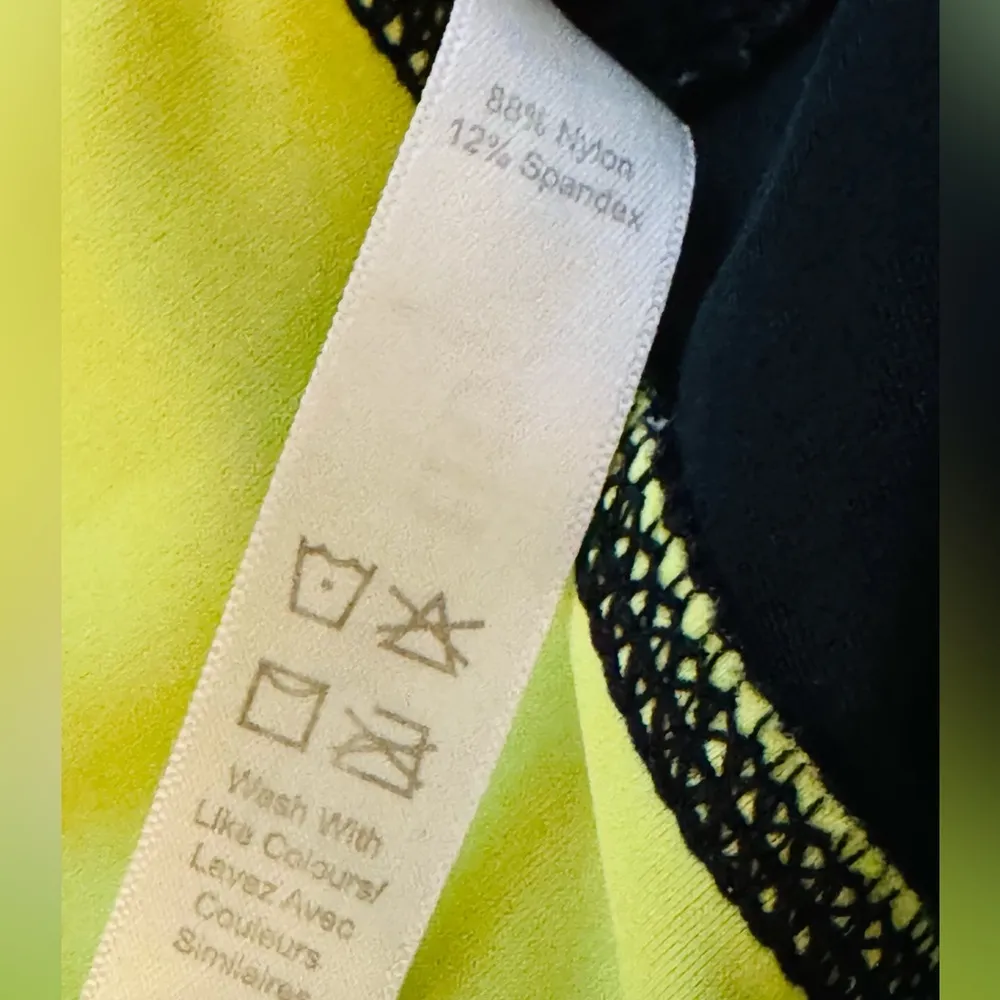 88% Nylon
12% Spandex
Wash With
Like Colours/
Lavez Avec
Couleurs
Similaires